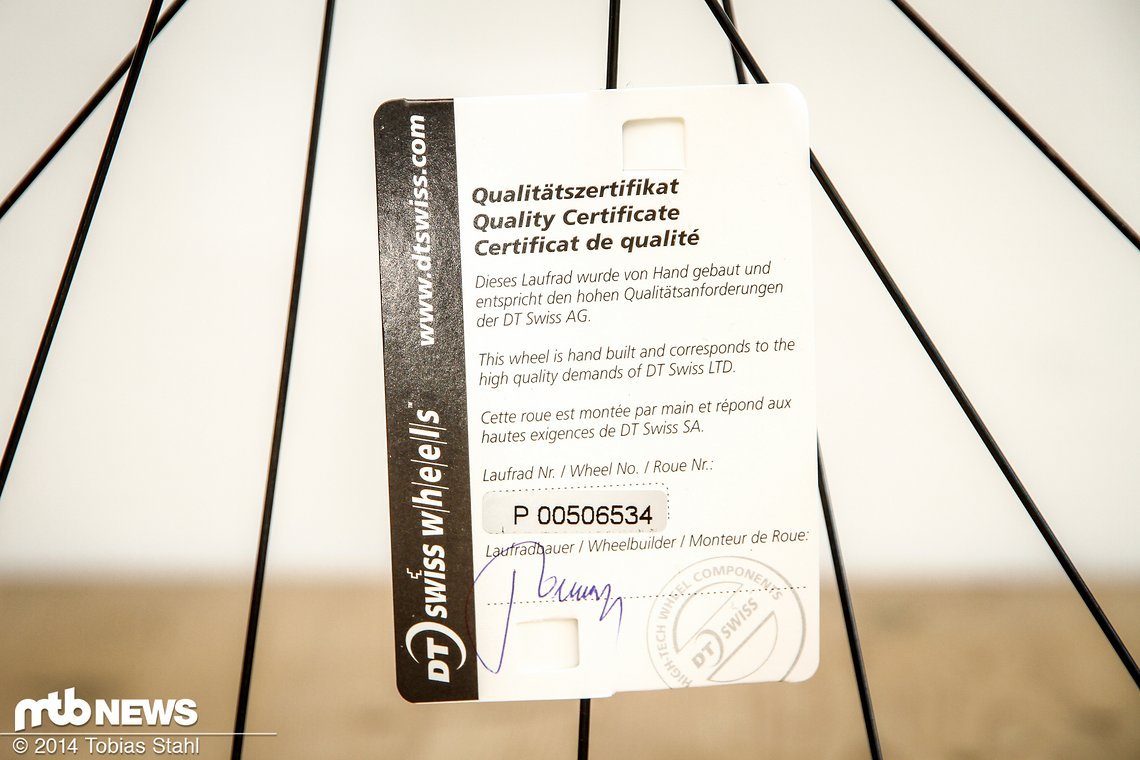 www.dtswiss.com
DT swiss w/h/e/e/l/s™
Qualitätszertifikat
Quality Certificate
Certificat de qualité
Dieses Laufrad wurde von Hand gebaut und
entspricht den hohen Qualitätsanforderungen
der DT Swiss AG.
This wheel is hand built and corresponds to the
high quality demands of DT Swiss LTD.
Cette roue est montée par main et répond aux
hautes exigences de DT Swiss SA.
Laufrad Nr. / Wheel No. / Roue Nr.:
P 00506534
Laufradbauer / Wheelbuilder / Monteur de Roue:
HIGH-TECH WHEEL COMPONENTS
DT SWISS
mtb NEWS
© 2014 Tobias Stahl